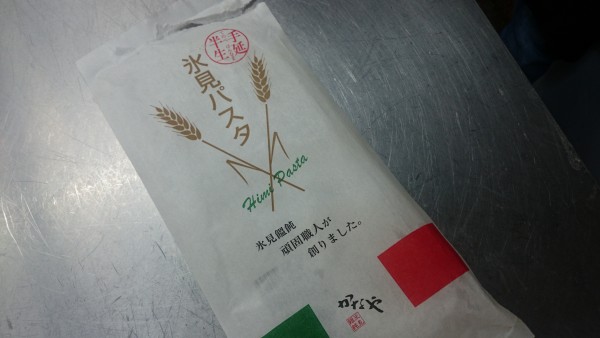 半生
手延
氷見パスタ
Himi Pasta
氷見饂飩
頑固職人が
創りました。
かなや